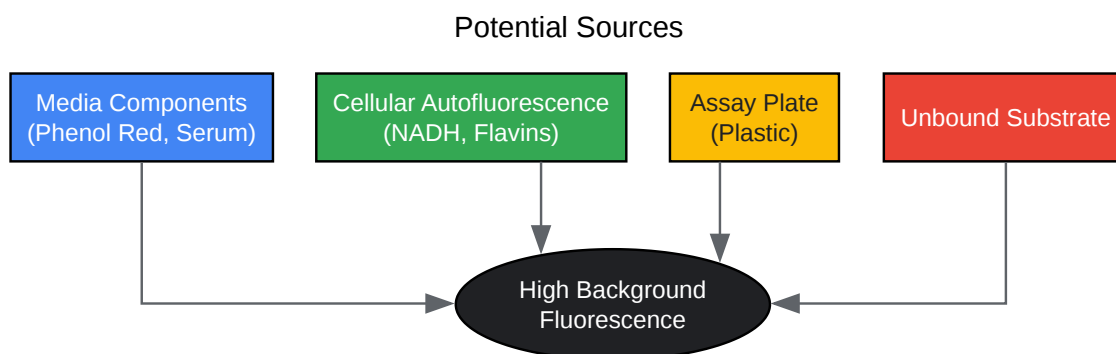 Potential Sources
Media Components
(Phenol Red, Serum)
Cellular Autofluorescence
(NADH, Flavins)
Assay Plate
(Plastic)
Unbound Substrate
High Background
Fluorescence